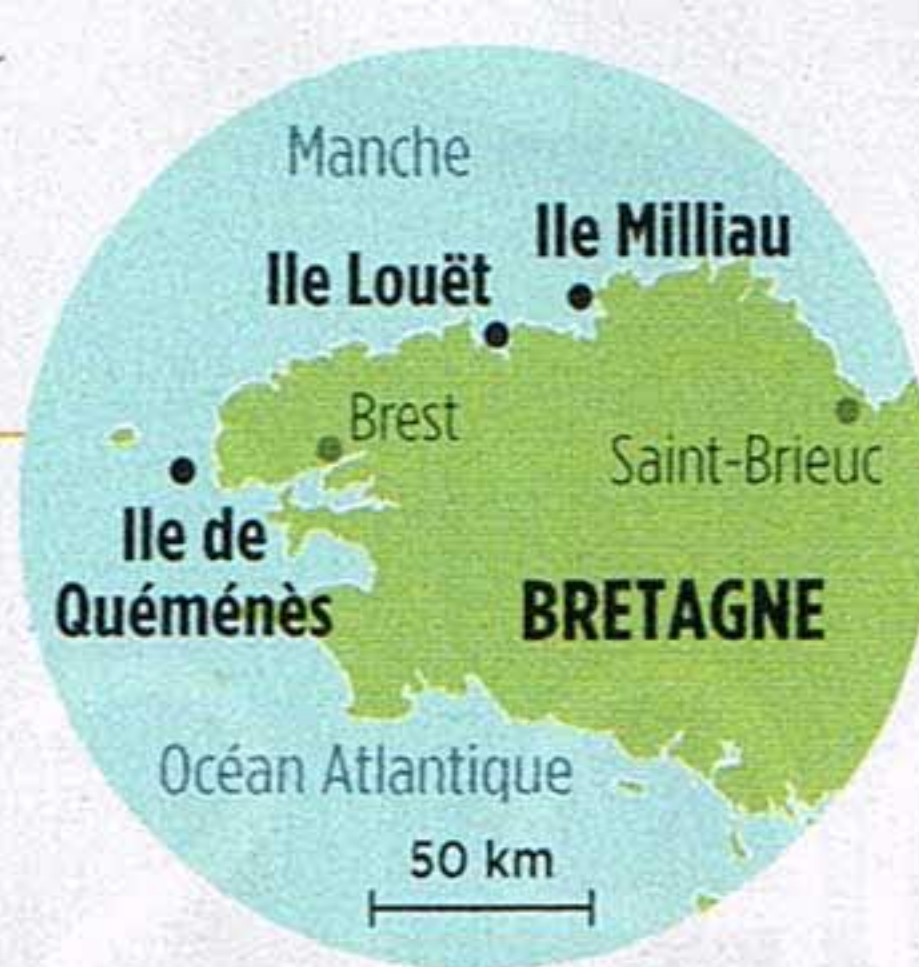 Manche
Ile Milliau
Ile Louët
Brest
Saint-Brieuc
Ile de
Quéménès
BRETAGNE
Océan Atlantique
50 km